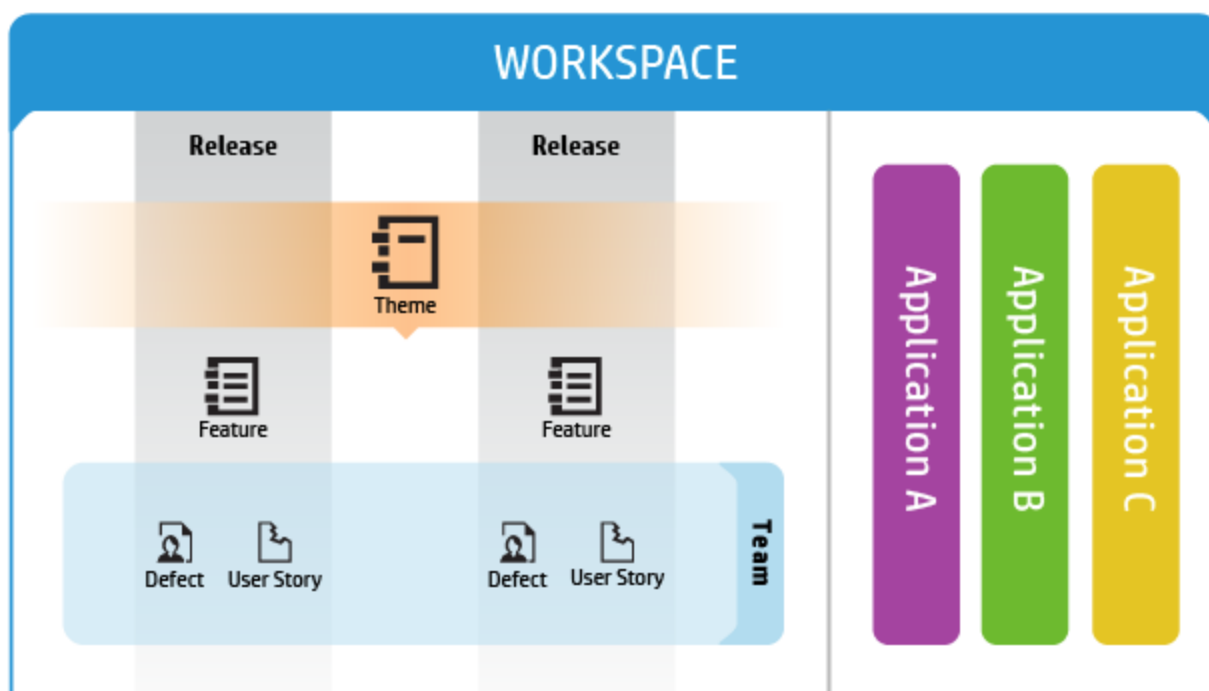 WORKSPACE
Release
Release
Theme
Feature
Feature
Defect
User Story
Defect
User Story
Team
Application A
Application B
Application C